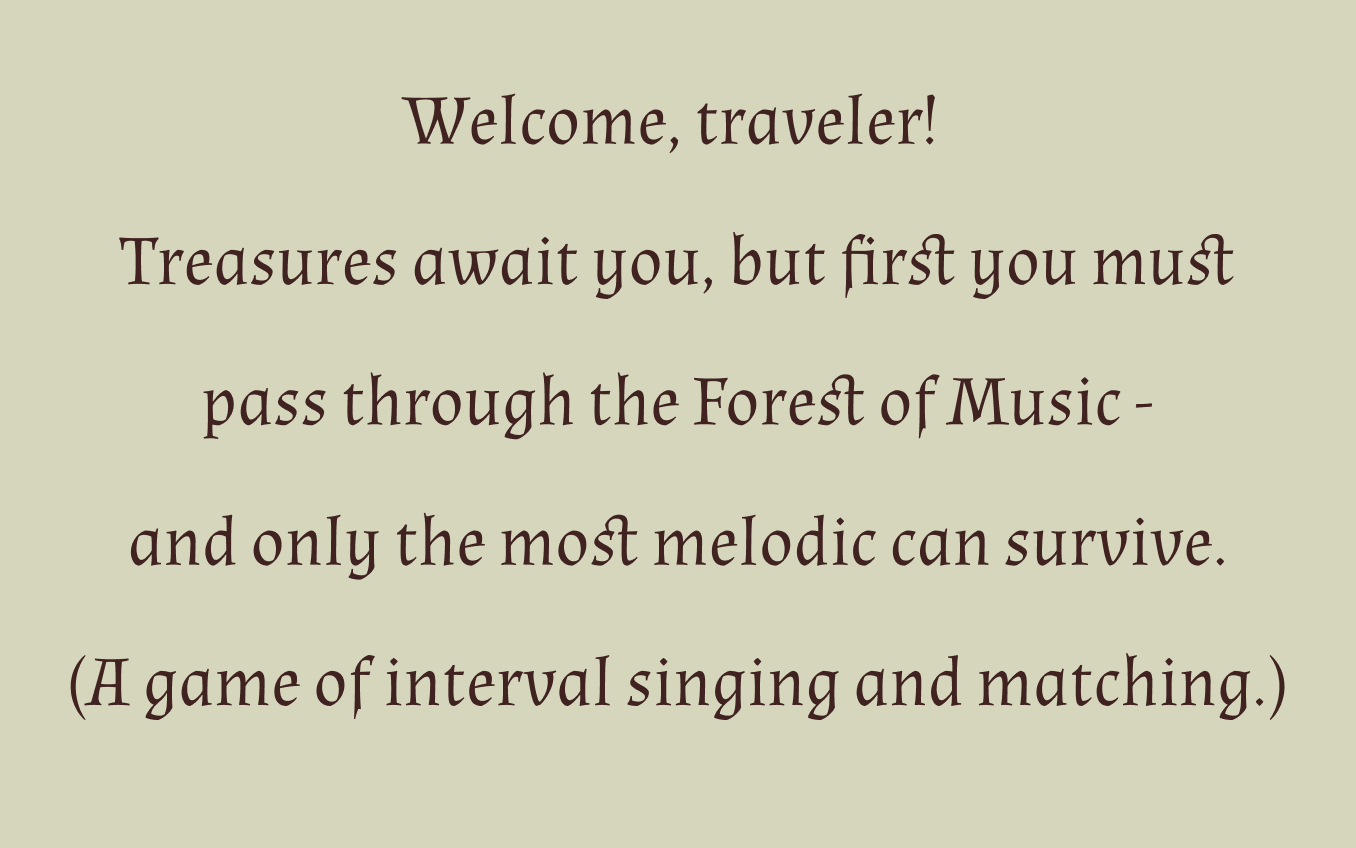 Welcome, traveler!
Treasures await you, but first you must
pass through the Forest of Music -
and only the most melodic can survive.
(A game of interval singing and matching.)